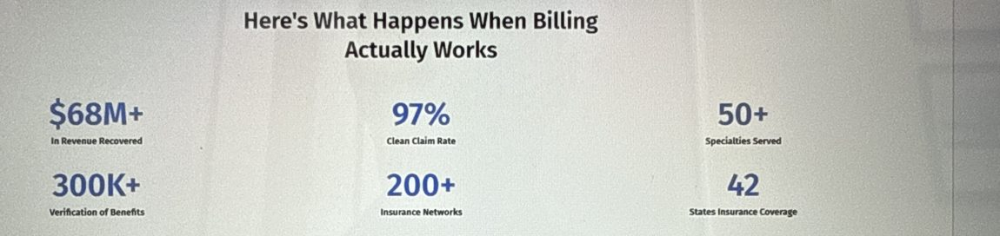 Here's What Happens When Billing
Actually Works
$68M+
In Revenue Recovered
97%
Clean Claim Rate
50+
Specialties Served
300K+
Verification of Benefits
200+
Insurance Networks
42
States Insurance Coverage